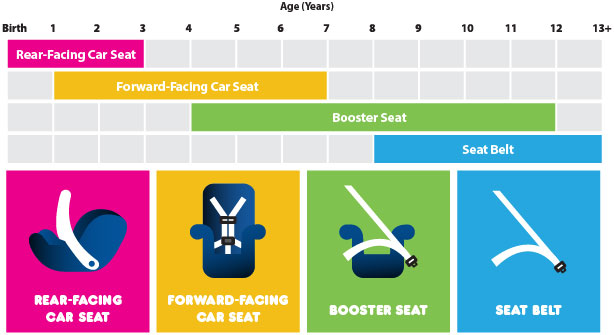 Age (Years)
Birth 1 2 3 4 5 6 7 8 9 10 11 12 13+
Rear-Facing Car Seat
Forward-Facing Car Seat
Booster Seat
Seat Belt
REAR-FACING
CAR SEAT
FORWARD-FACING
CAR SEAT
BOOSTER SEAT
SEAT BELT